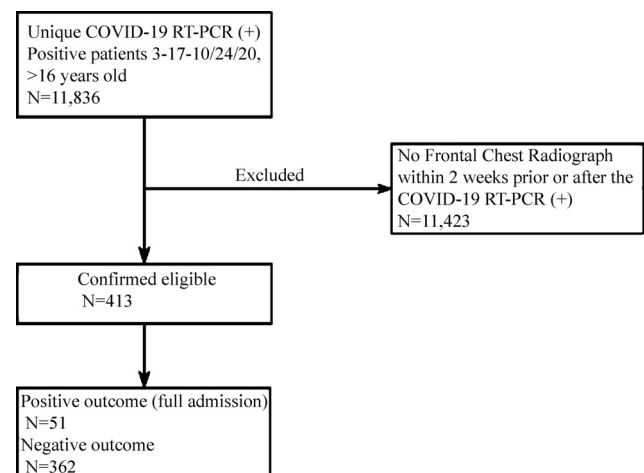 Unique COVID-19 RT-PCR (+)
Positive patients 3-17-10/24/20,
>16 years old
N=11,836
Excluded
No Frontal Chest Radiograph
within 2 weeks prior or after the
COVID-19 RT-PCR (+)
N=11,423
Confirmed eligible
N=413
Positive outcome (full admission)
N=51
Negative outcome
N=362